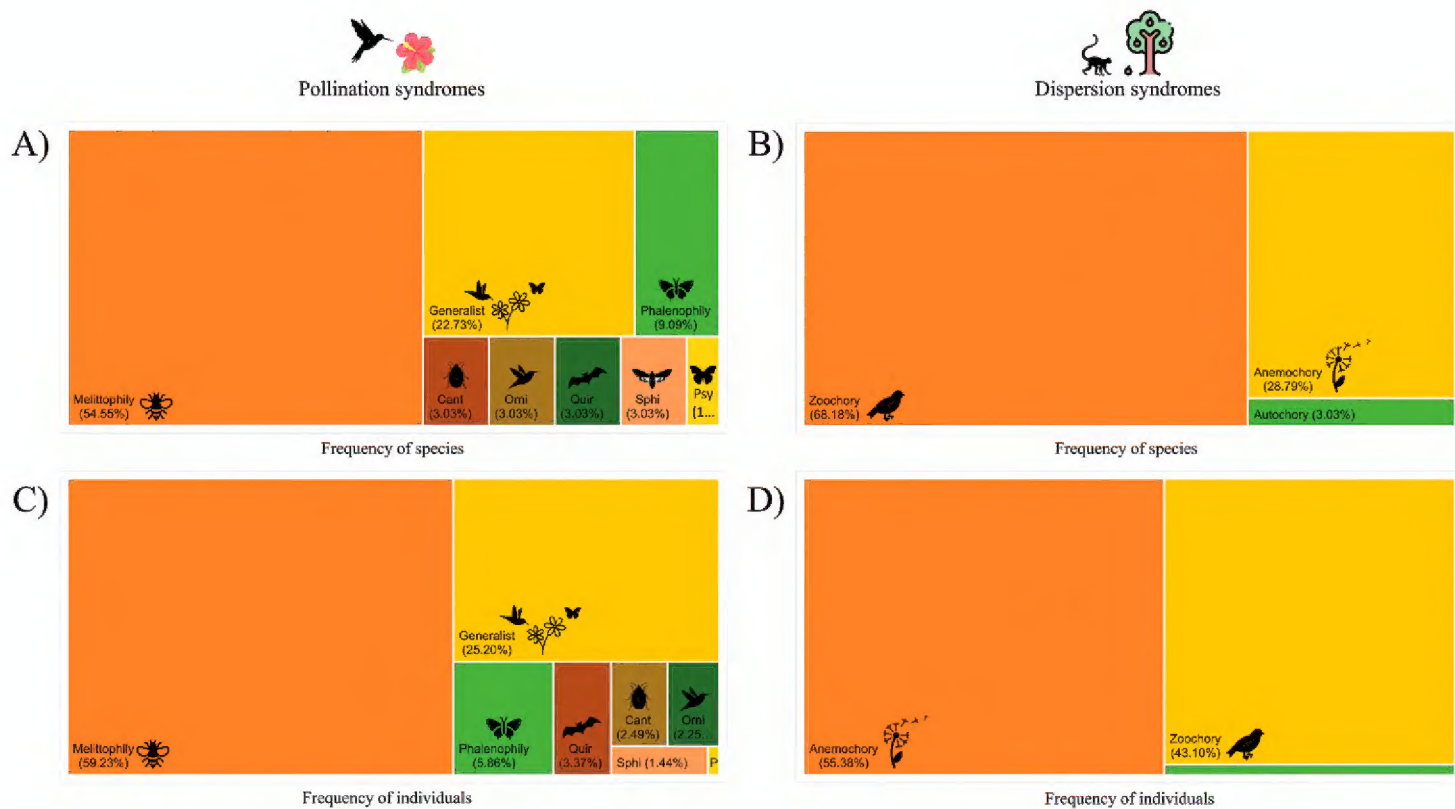 Pollination syndromes
Dispersion syndromes
A)
Melittophily
(54.55%)
Generalist
(22.73%)
Phalenophily
(9.09%)
Cant
(3.03%)
Orni
(3.03%)
Quir
(3.03%)
Sphi
(3.03%)
Psy
(1...
Frequency of species
B)
Zoochory
(68.18%)
Anemochory
(28.79%)
Autochory (3.03%)
Frequency of species
C)
Melittophily
(59.23%)
Generalist
(25.20%)
Phalenophily
(5.86%)
Quir
(3.37%)
Cant
(2.49%)
Orni
(2.25...
Sphi (1.44%)
P
Frequency of individuals
D)
Anemochory
(55.38%)
Zoochory
(43.10%)
Frequency of individuals